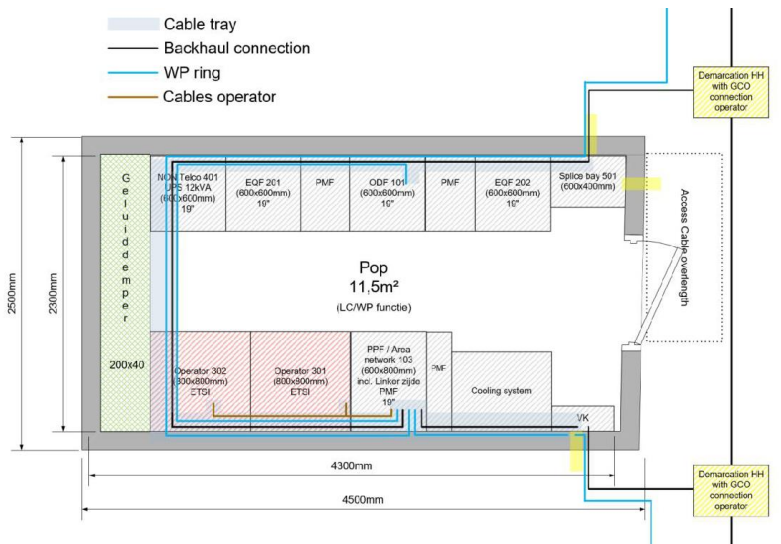 Cable tray
Backhaul connection
WP ring
Cables operator
Demarcation HH
with GCO
connection
operator
Geluiddemper
200x40
NON Telco 401
UPS 12kVA
(600x600mm)
19"
EQF 201
(600x600mm)
19"
PMF
ODF 101
(600x600mm)
19"
PMF
EQF 202
(600x600mm)
19"
Splice bay 501
(600x400mm)
Access Cable overlength
2500mm
2300mm
Pop
11,5m²
(LC/WP functie)
Operator 302
(800x800mm)
ETSI
Operator 301
(800x800mm)
ETSI
PPF / Area
network 103
(600x800mm)
incl. Linker zijde
PMF
19"
PMF
Cooling system
VK
4300mm
4500mm
Demarcation HH
with GCO
connection
operator